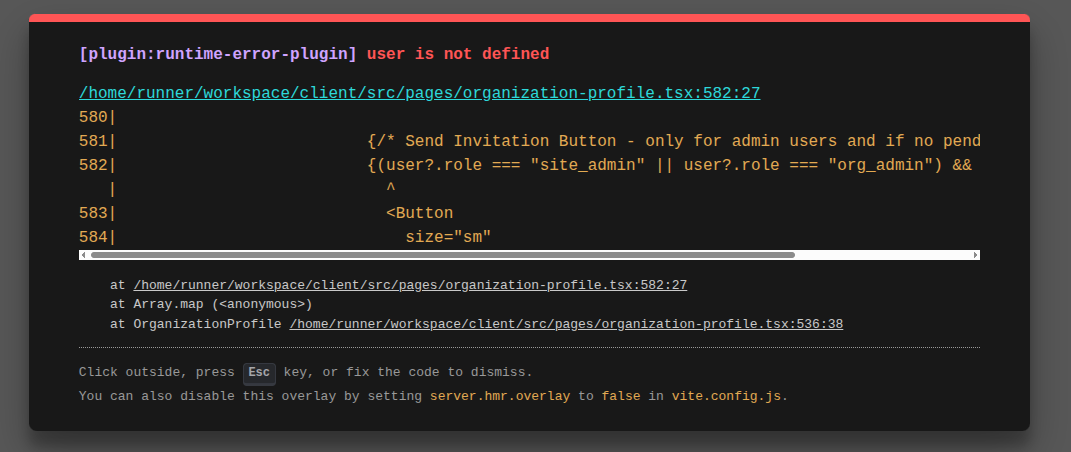 [plugin:runtime-error-plugin] user is not defined
/home/runner/workspace/client/src/pages/organization-profile.tsx:582:27
580|
581|                          {/* Send Invitation Button - only for admin users and if no pend
582|                          {(user?.role === "site_admin" || user?.role === "org_admin") &&
   |                            ^
583|                            <Button
584|                              size="sm"
at /home/runner/workspace/client/src/pages/organization-profile.tsx:582:27
at Array.map (<anonymous>)
at OrganizationProfile /home/runner/workspace/client/src/pages/organization-profile.tsx:536:38
Click outside, press Esc key, or fix the code to dismiss.
You can also disable this overlay by setting server.hmr.overlay to false in vite.config.js.